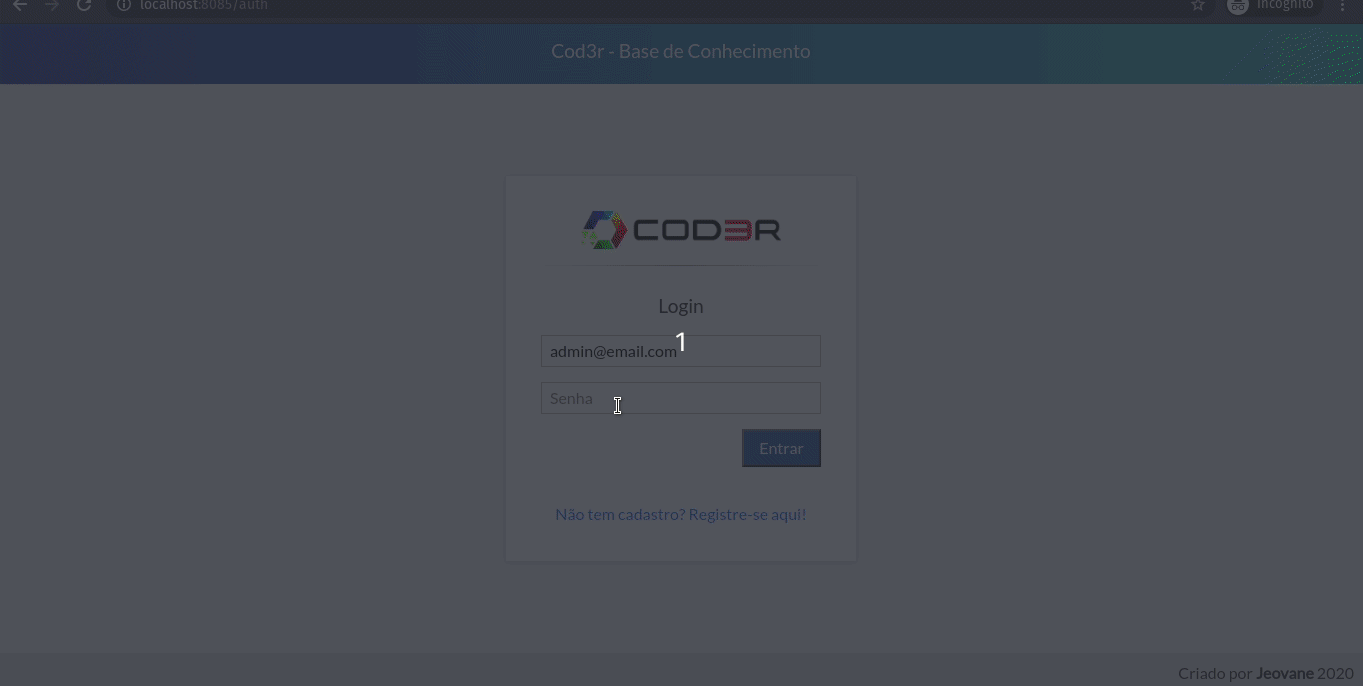 localhost:8085/auth
Incognito
Cod3r - Base de Conhecimento
COD3R
Login
admin@email.com
1
Senha
Entrar
Não tem cadastro? Registre-se aqui!
Criado por Jeovane 2020